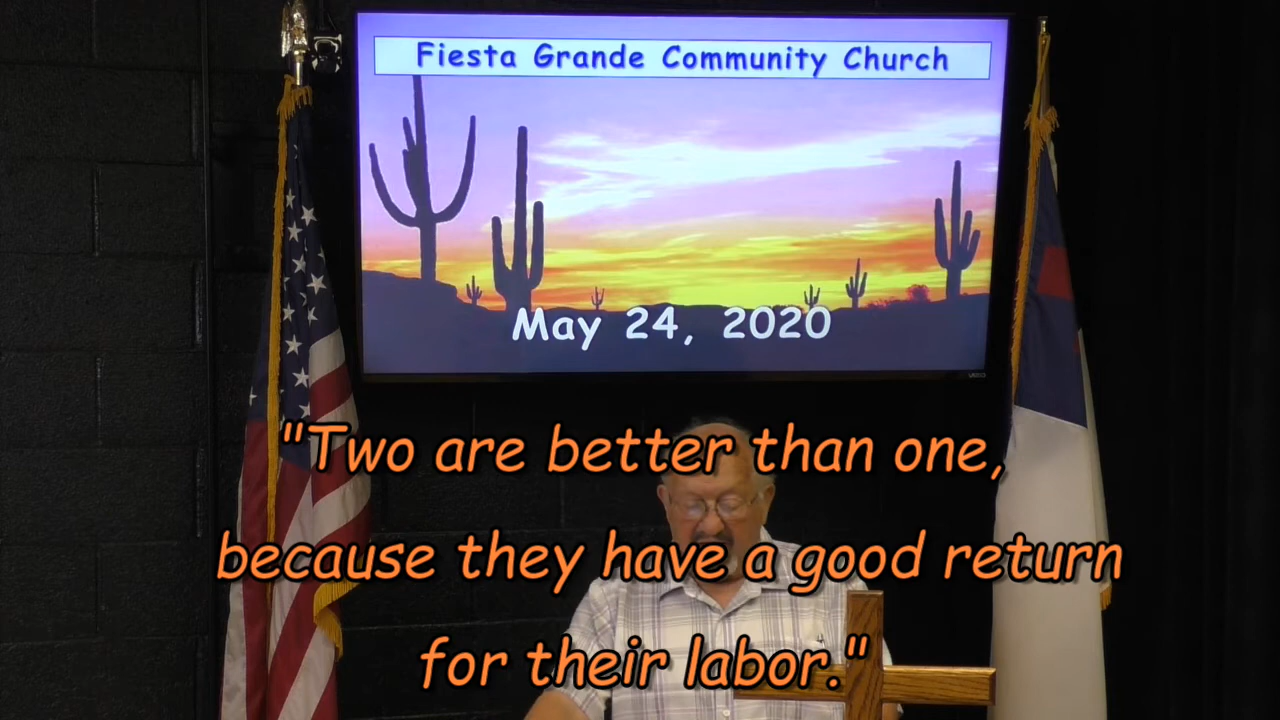 Fiesta Grande Community Church
May 24, 2020
"Two are better than one,
because they have a good return
for their labor."